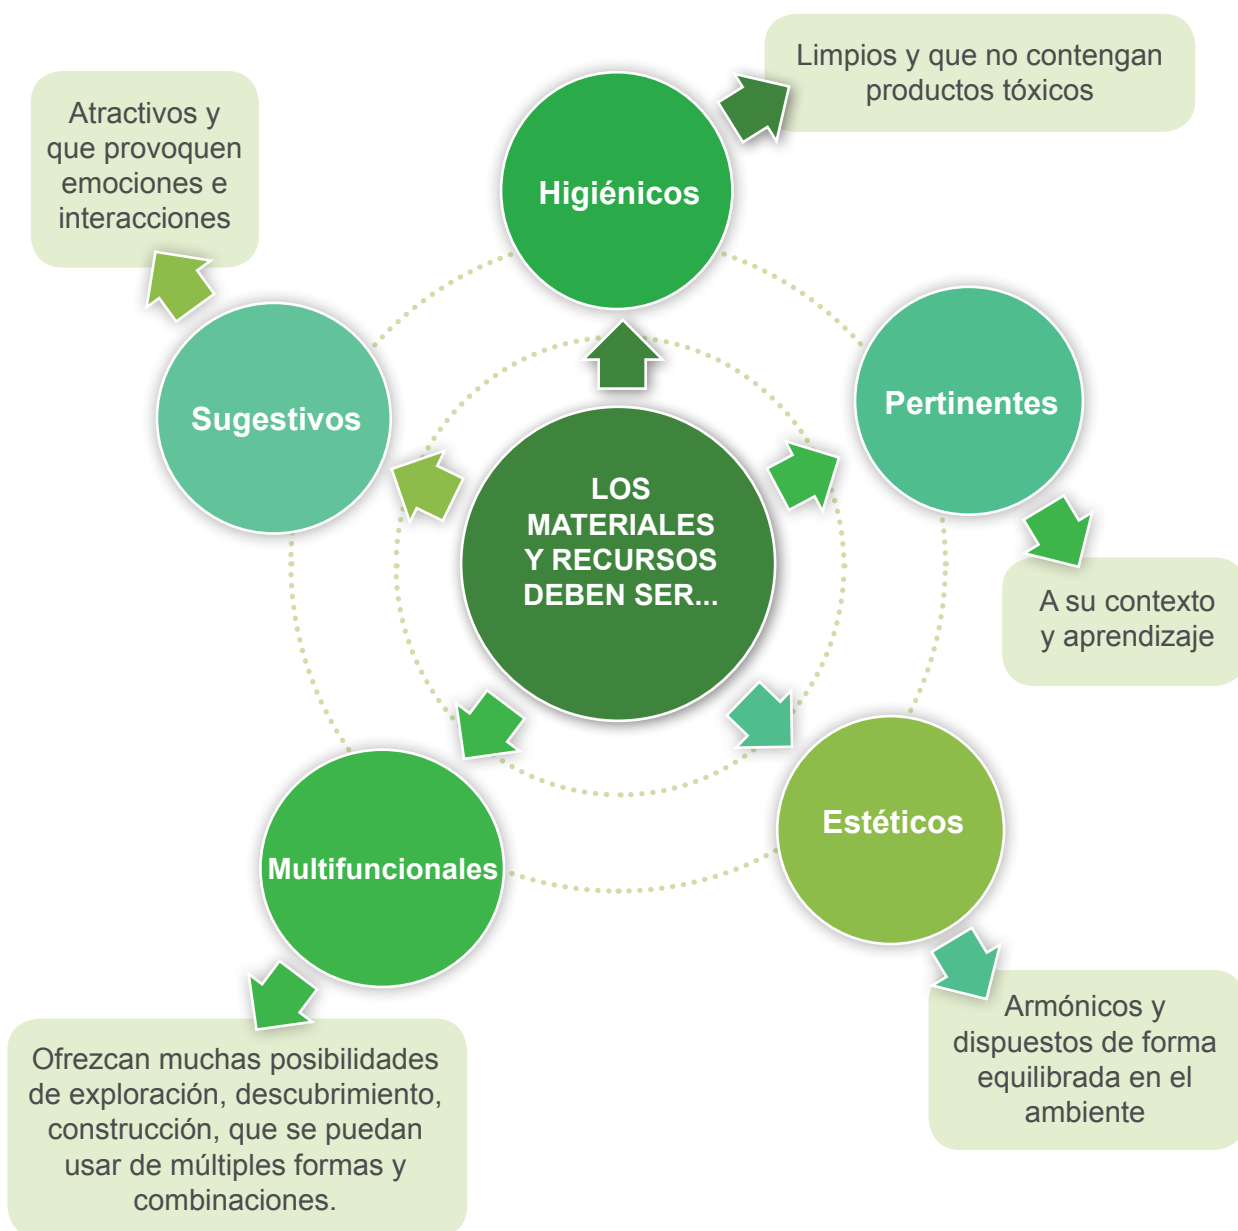 LOS
MATERIALES
Y RECURSOS
DEBEN SER...
Higiénicos
Limpios y que no contengan
productos tóxicos
Pertinentes
A su contexto
y aprendizaje
Estéticos
Armónicos y
dispuestos de forma
equilibrada en el
ambiente
Multifuncionales
Ofrezcan muchas posibilidades
de exploración, descubrimiento,
construcción, que se puedan
usar de múltiples formas y
combinaciones.
Sugestivos
Atractivos y
que provoquen
emociones e
interacciones